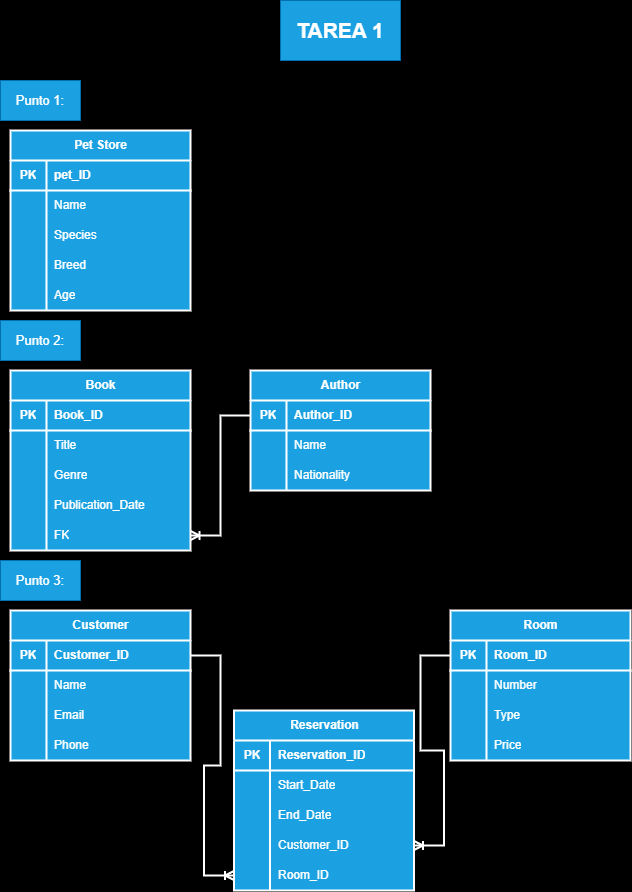 TAREA 1
Punto 1:
Pet Store
PK pet_ID
Name
Species
Breed
Age
Punto 2:
Book
PK Book_ID
Title
Genre
Publication_Date
FK
Author
PK Author_ID
Name
Nationality
Punto 3:
Customer
PK Customer_ID
Name
Email
Phone
Reservation
PK Reservation_ID
Start_Date
End_Date
Customer_ID
Room_ID
Room
PK Room_ID
Number
Type
Price